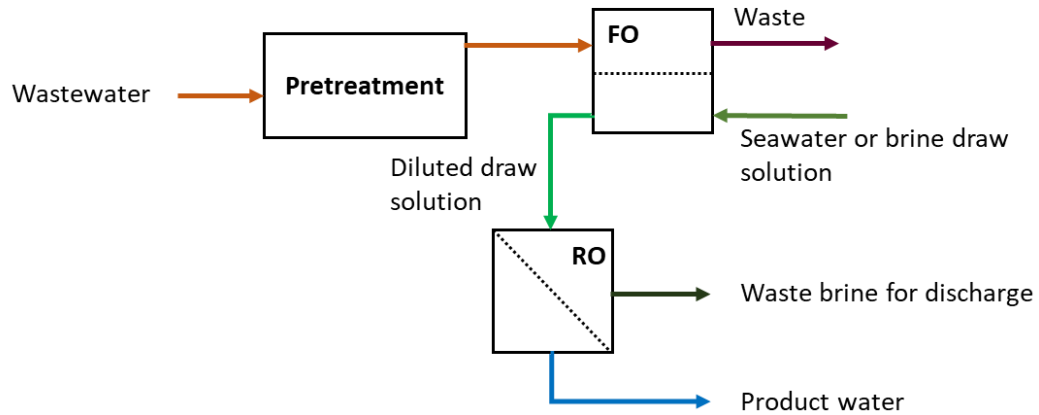 Waste
FO
Wastewater
Pretreatment
Seawater or brine draw
solution
Diluted draw
solution
RO
Waste brine for discharge
Product water